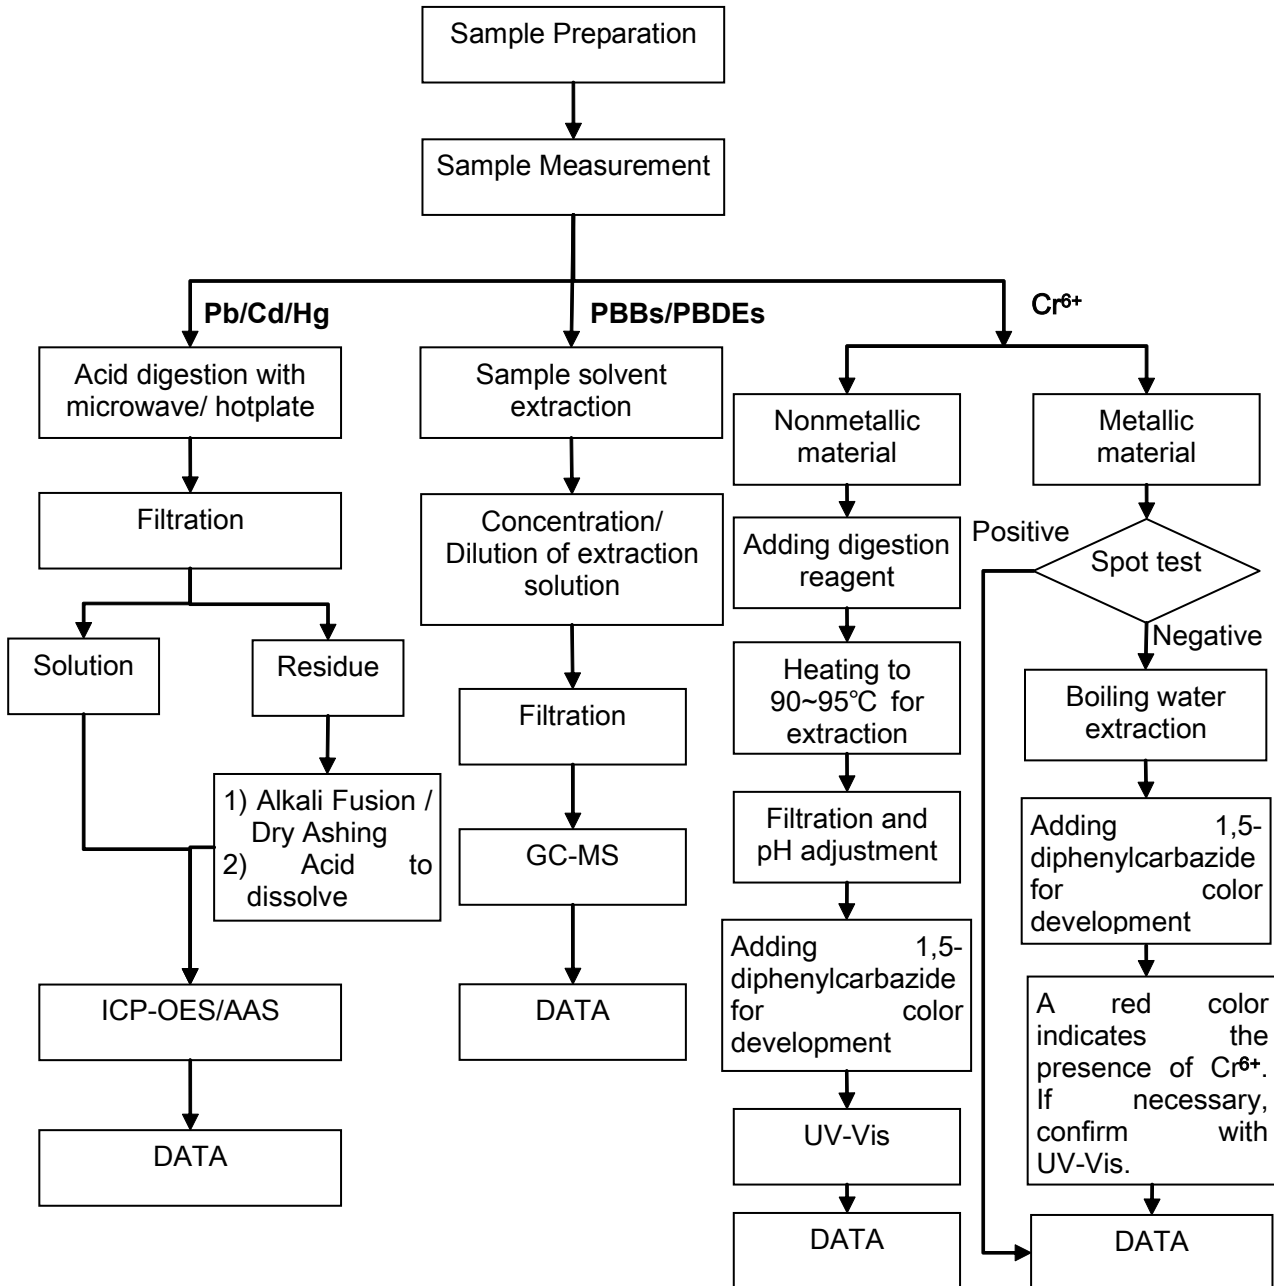 Sample Preparation
Sample Measurement
Pb/Cd/Hg
PBBs/PBDEs
Cr⁶⁺
Acid digestion with
microwave/ hotplate
Filtration
Solution
Residue
1) Alkali Fusion /
Dry Ashing
2) Acid to
dissolve
ICP-OES/AAS
DATA
Sample solvent
extraction
Concentration/
Dilution of extraction
solution
Filtration
GC-MS
DATA
Nonmetallic
material
Adding digestion
reagent
Heating to
90~95℃ for
extraction
Filtration and
pH adjustment
Adding 1,5-
diphenylcarbazide
for color
development
UV-Vis
DATA
Metallic
material
Spot test
Positive
Negative
Boiling water
extraction
Adding 1,5-
diphenylcarbazide
for color
development
A red color
indicates the
presence of Cr⁶⁺.
If necessary,
confirm with
UV-Vis.
DATA